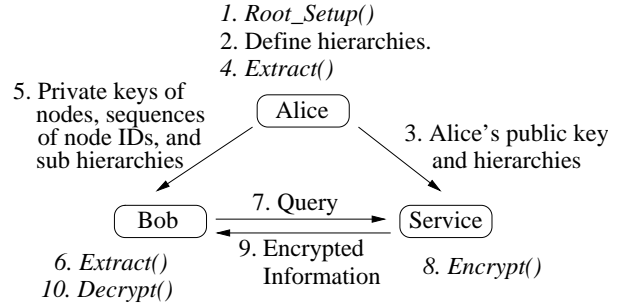 1. Root_Setup()
2. Define hierarchies.
4. Extract()
5. Private keys of
nodes, sequences
of node IDs, and
sub hierarchies
Alice
3. Alice's public key
and hierarchies
Bob
7. Query
Service
9. Encrypted
Information
6. Extract()
10. Decrypt()
8. Encrypt()